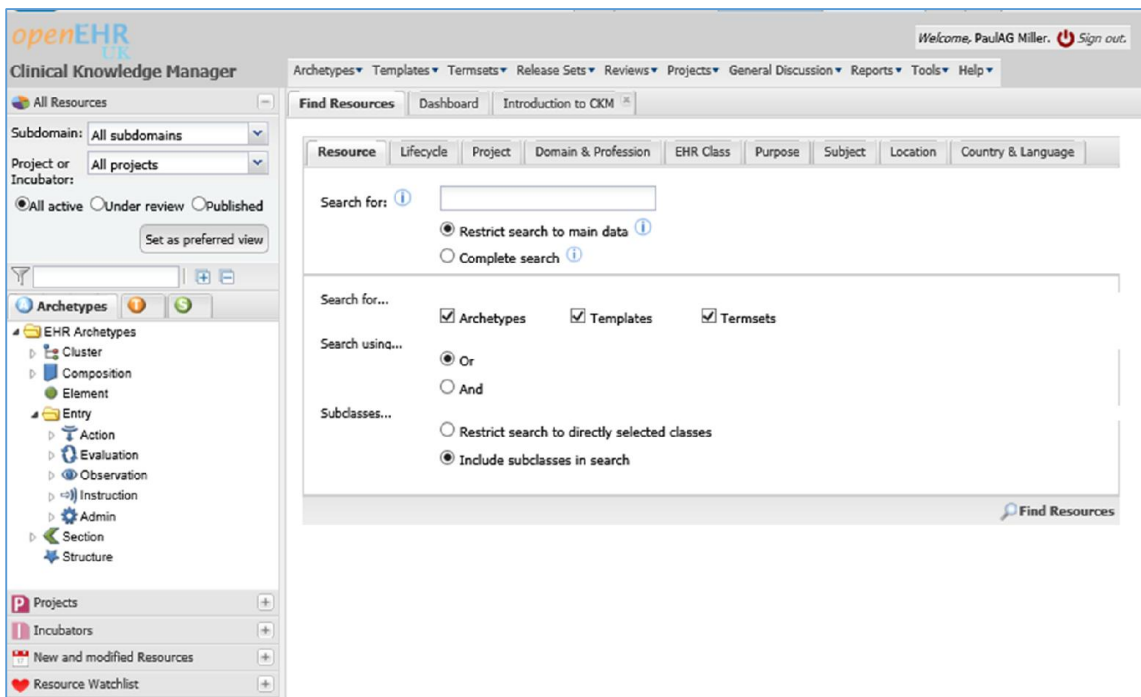 openEHR
UK
Clinical Knowledge Manager
Welcome, PaulAG Miller. Sign out.
Archetypes Templates Termsets Release Sets Reviews Projects General Discussion Reports Tools Help
All Resources
Subdomain: All subdomains
Project or Incubator: All projects
All active Under review Published
Set as preferred view
Archetypes T S
EHR Archetypes
Cluster
Composition
Element
Entry
Action
Evaluation
Observation
Instruction
Admin
Section
Structure
P Projects
I Incubators
New and modified Resources
Resource Watchlist
Find Resources Dashboard Introduction to CKM
Resource Lifecycle Project Domain & Profession EHR Class Purpose Subject Location Country & Language
Search for: i
Restrict search to main data i
Complete search i
Search for...
Archetypes Templates Termsets
Search using...
Or
And
Subclasses...
Restrict search to directly selected classes
Include subclasses in search
Find Resources